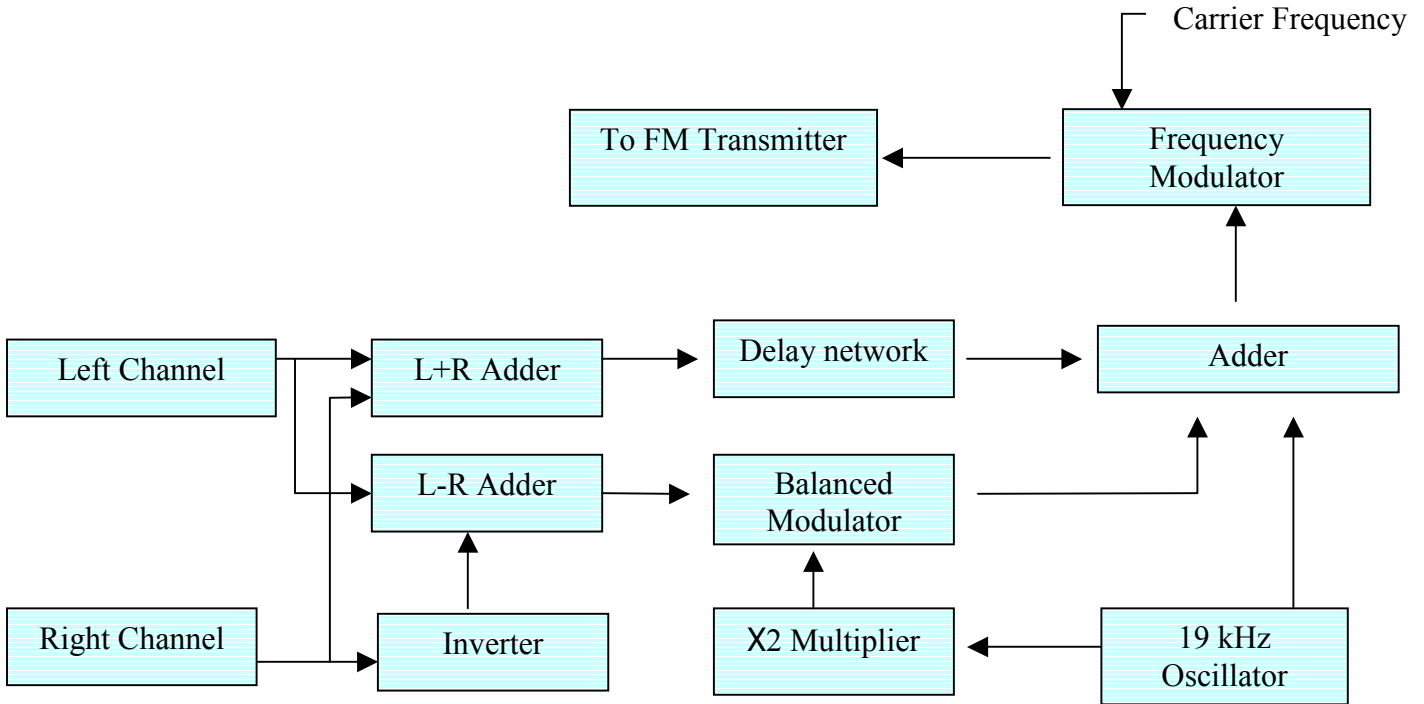 Carrier Frequency
To FM Transmitter
Frequency
Modulator
Left Channel
L+R Adder
Delay network
Adder
L-R Adder
Balanced
Modulator
Right Channel
Inverter
X2 Multiplier
19 kHz
Oscillator